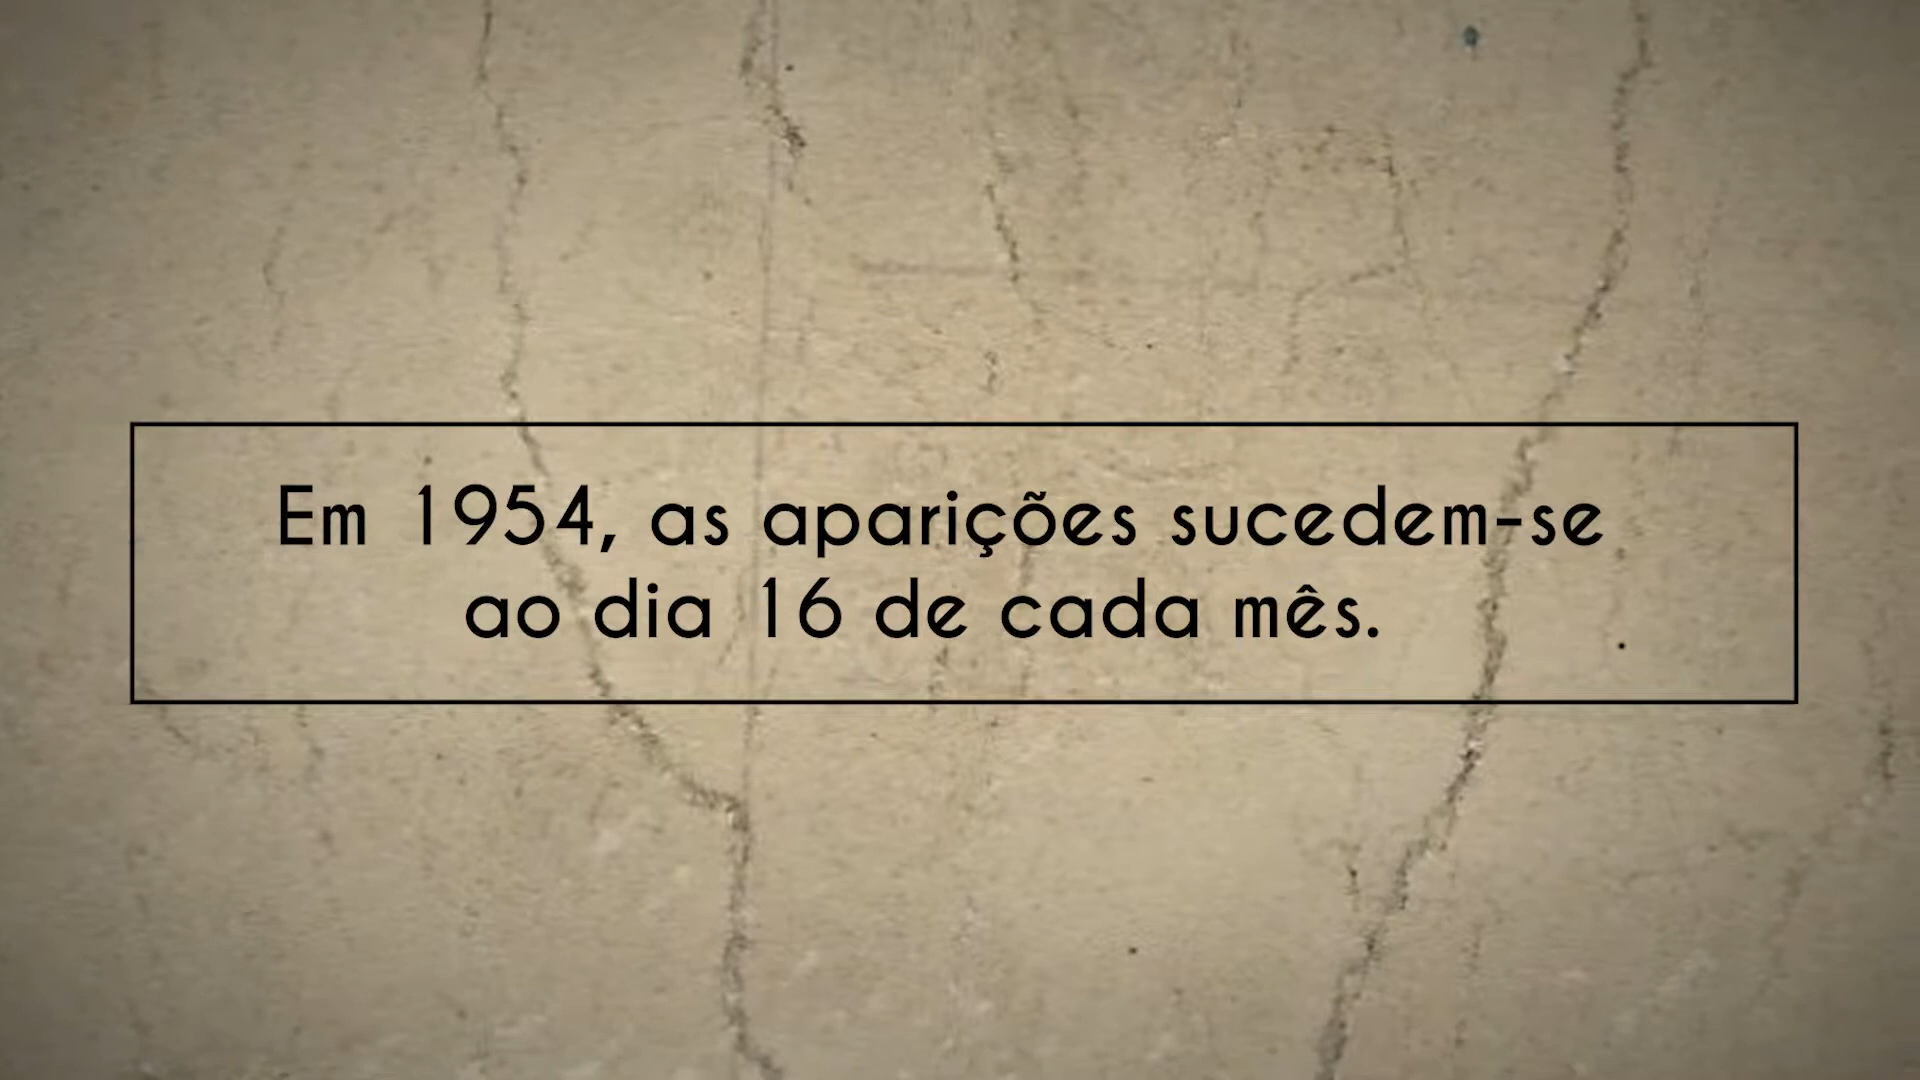 Em 1954, as aparições sucedem-se
ao dia 16 de cada mês.